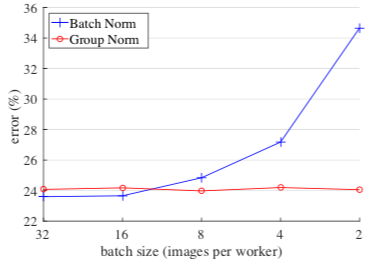 36
34
32
30
28
26
24
22
error (%)
Batch Norm
Group Norm
32 16 8 4 2
batch size (images per worker)